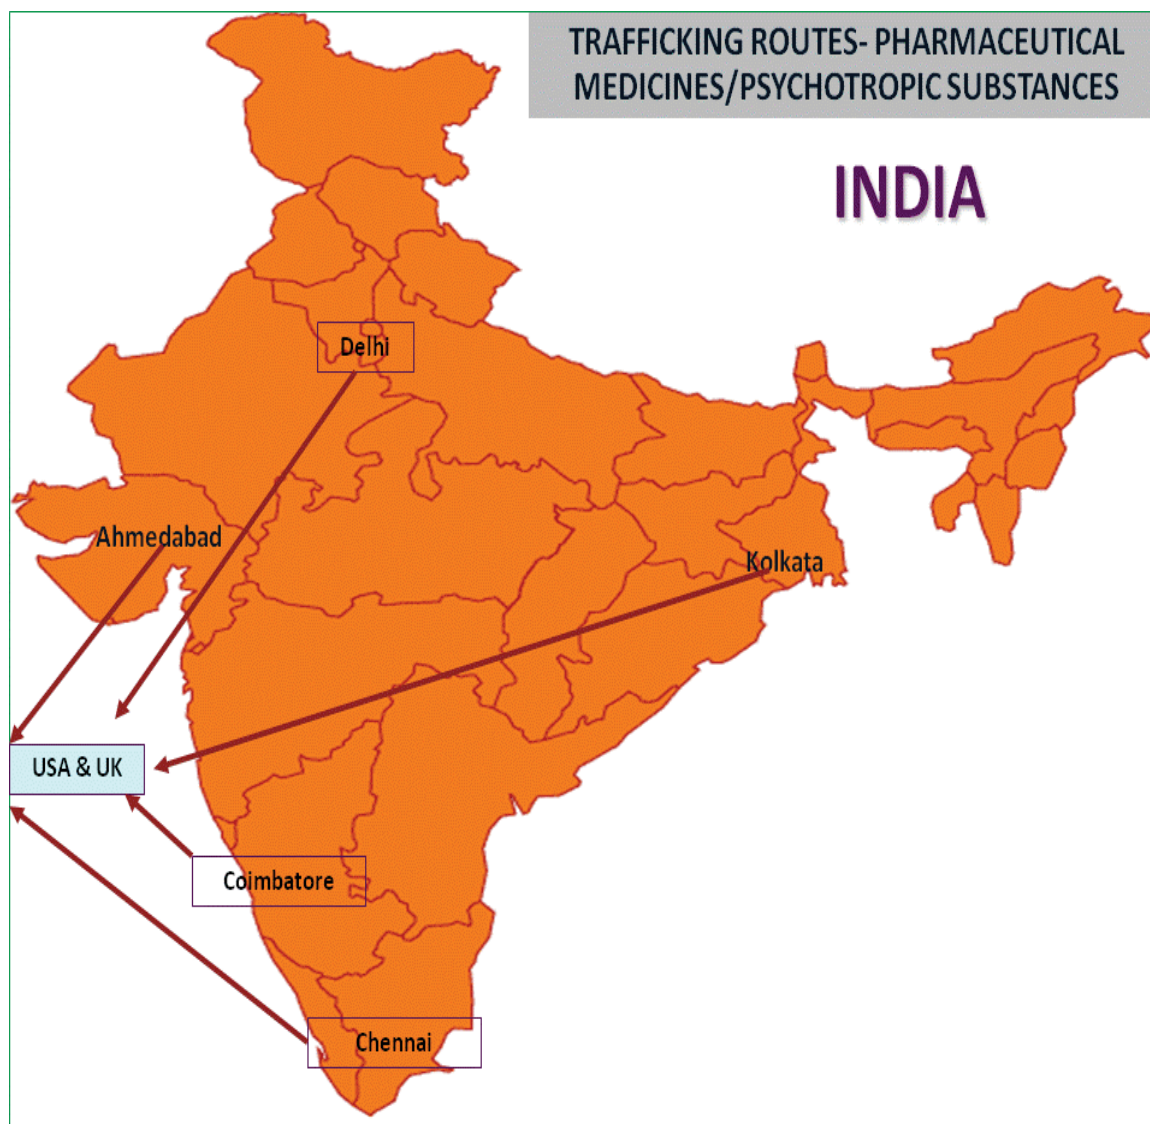 TRAFFICKING ROUTES- PHARMACEUTICAL
MEDICINES/PSYCHOTROPIC SUBSTANCES
INDIA
Delhi
Ahmedabad
Kolkata
USA & UK
Coimbatore
Chennai